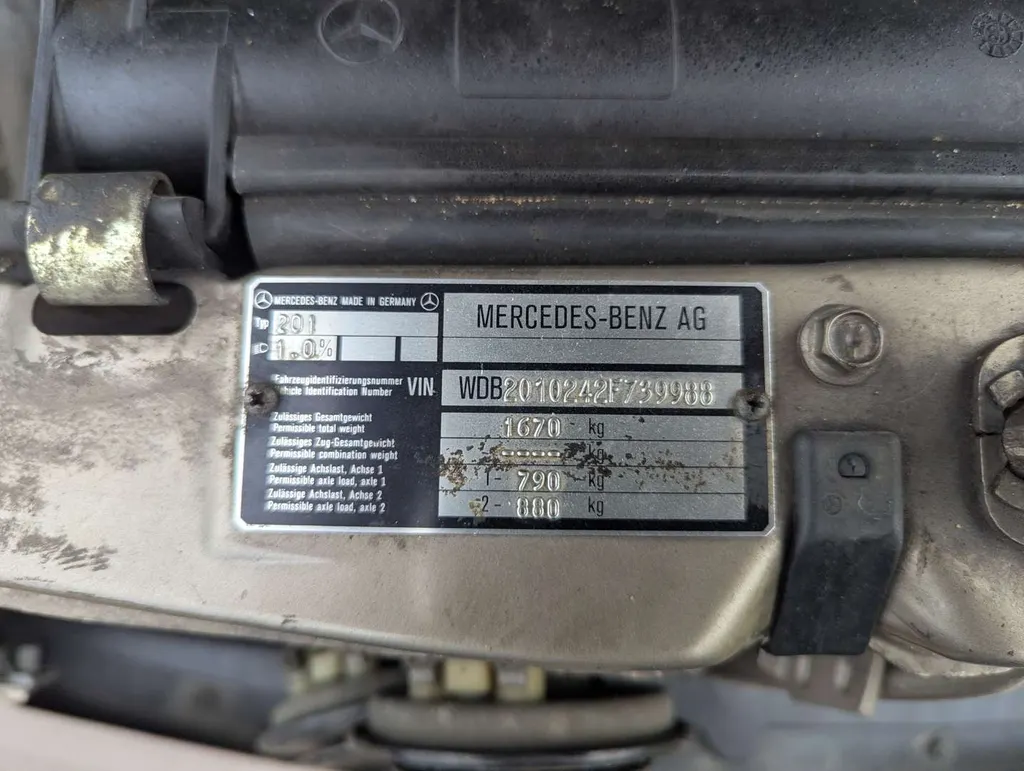 MERCEDES-BENZ MADE IN GERMANY
MERCEDES-BENZ AG
Typ 201
1.0%
Fahrzeugidentifizierungsnummer
Vehicle Identification Number VIN WDB2010242F739988
Zulässiges Gesamtgewicht
Permissible total weight 1670 kg
Zulässiges Zug-Gesamtgewicht
Permissible combination weight ---- kg
Zulässige Achslast, Achse 1
Permissible axle load, axle 1 1- 790 -kg
Zulässige Achslast, Achse 2
Permissible axle load, axle 2 2- 880 kg